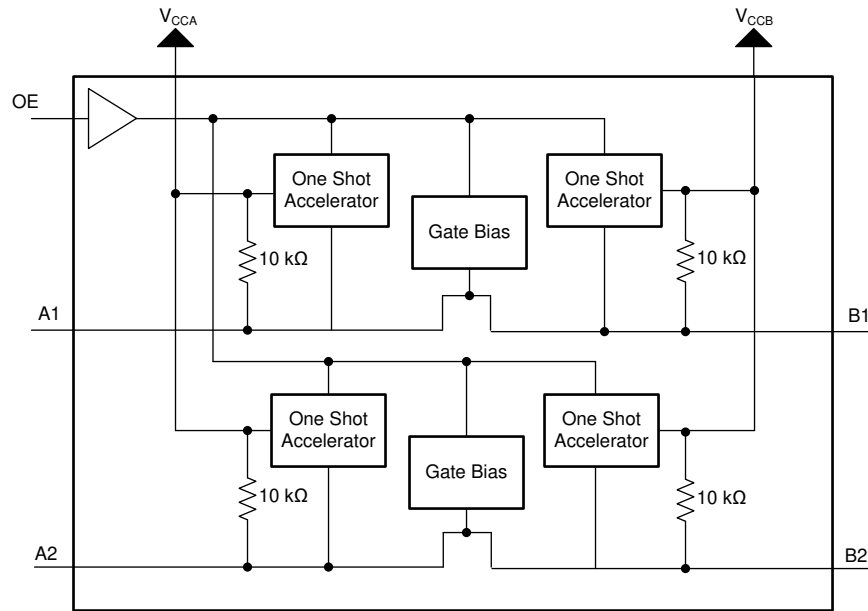 VCCA
VCCB
OE
One Shot
Accelerator
One Shot
Accelerator
Gate Bias
10 kΩ
10 kΩ
A1
B1
One Shot
Accelerator
One Shot
Accelerator
Gate Bias
10 kΩ
10 kΩ
A2
B2